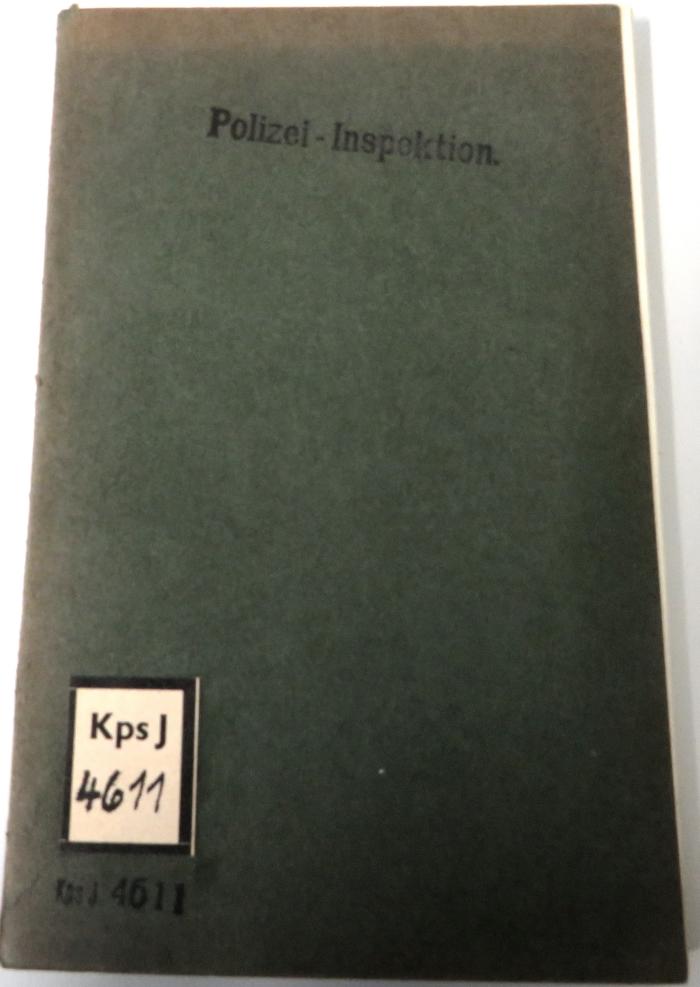 Polizei - Inspektion.
Kps J
4611
Kps J 4611